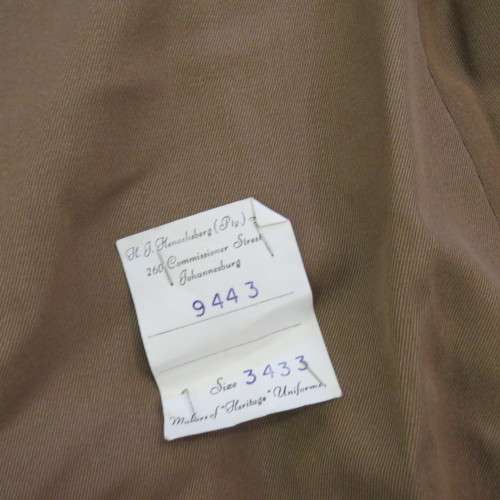 H. J. Henochsberg (Pty)
260 Commissioner Street
Johannesburg
9443
Size 3433
Makers of "Heritage" Uniforms.